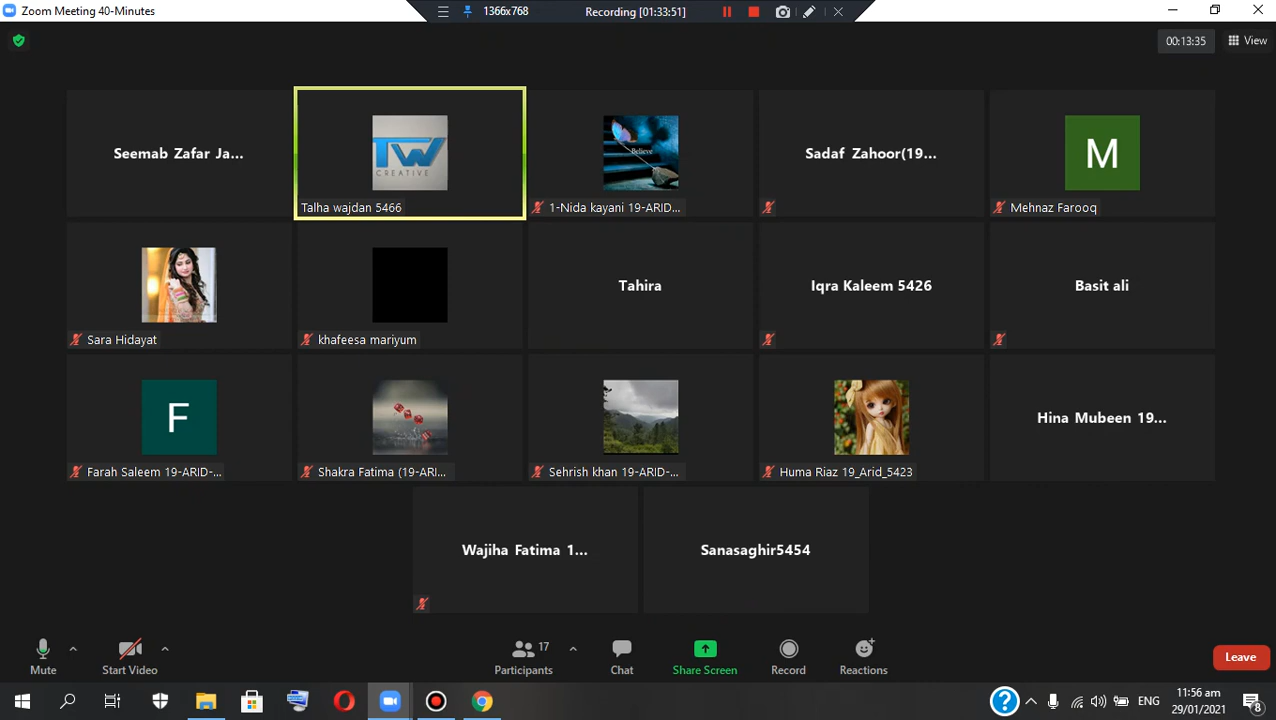 Zoom Meeting 40-Minutes
1366x768
Recording [01:33:51]
00:13:35
View
Seemab Zafar Ja...
TW
CREATIVE
Talha wajdan 5466
Believe
1-Nida kayani 19-ARID...
Sadaf Zahoor(19...
M
Mehnaz Farooq
Sara Hidayat
khafeesa mariyum
Tahira
Iqra Kaleem 5426
Basit ali
F
Farah Saleem 19-ARID-...
Shakra Fatima (19-ARI...
Sehrish khan 19-ARID-...
Huma Riaz 19_Arid_5423
Hina Mubeen 19...
Wajiha Fatima 1...
Sanasaghir5454
Mute
Start Video
17
Participants
Chat
Share Screen
Record
Reactions
Leave
ENG
11:56 am
29/01/2021
8